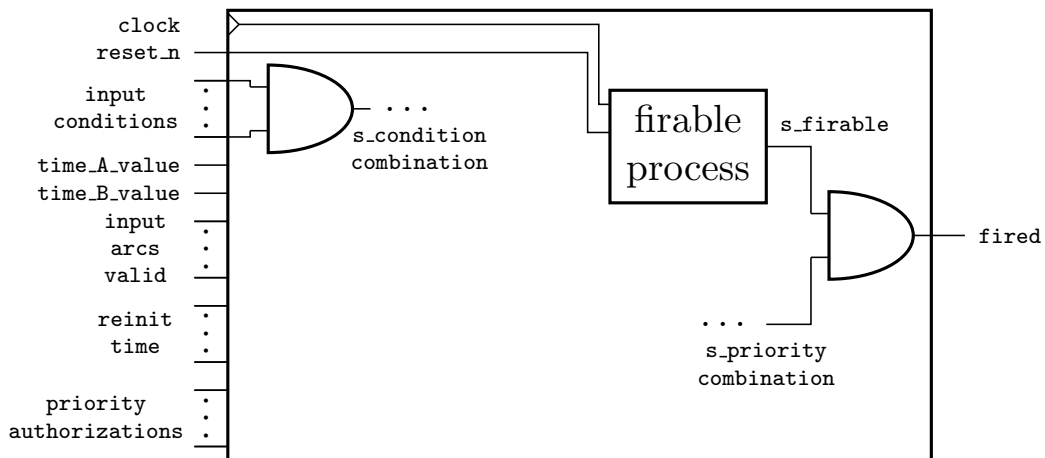 clock
reset_n
input
conditions
s_condition
combination
time_A_value
time_B_value
input
arcs
valid
reinit
time
priority
authorizations
firable
process
s_firable
fired
s_priority
combination